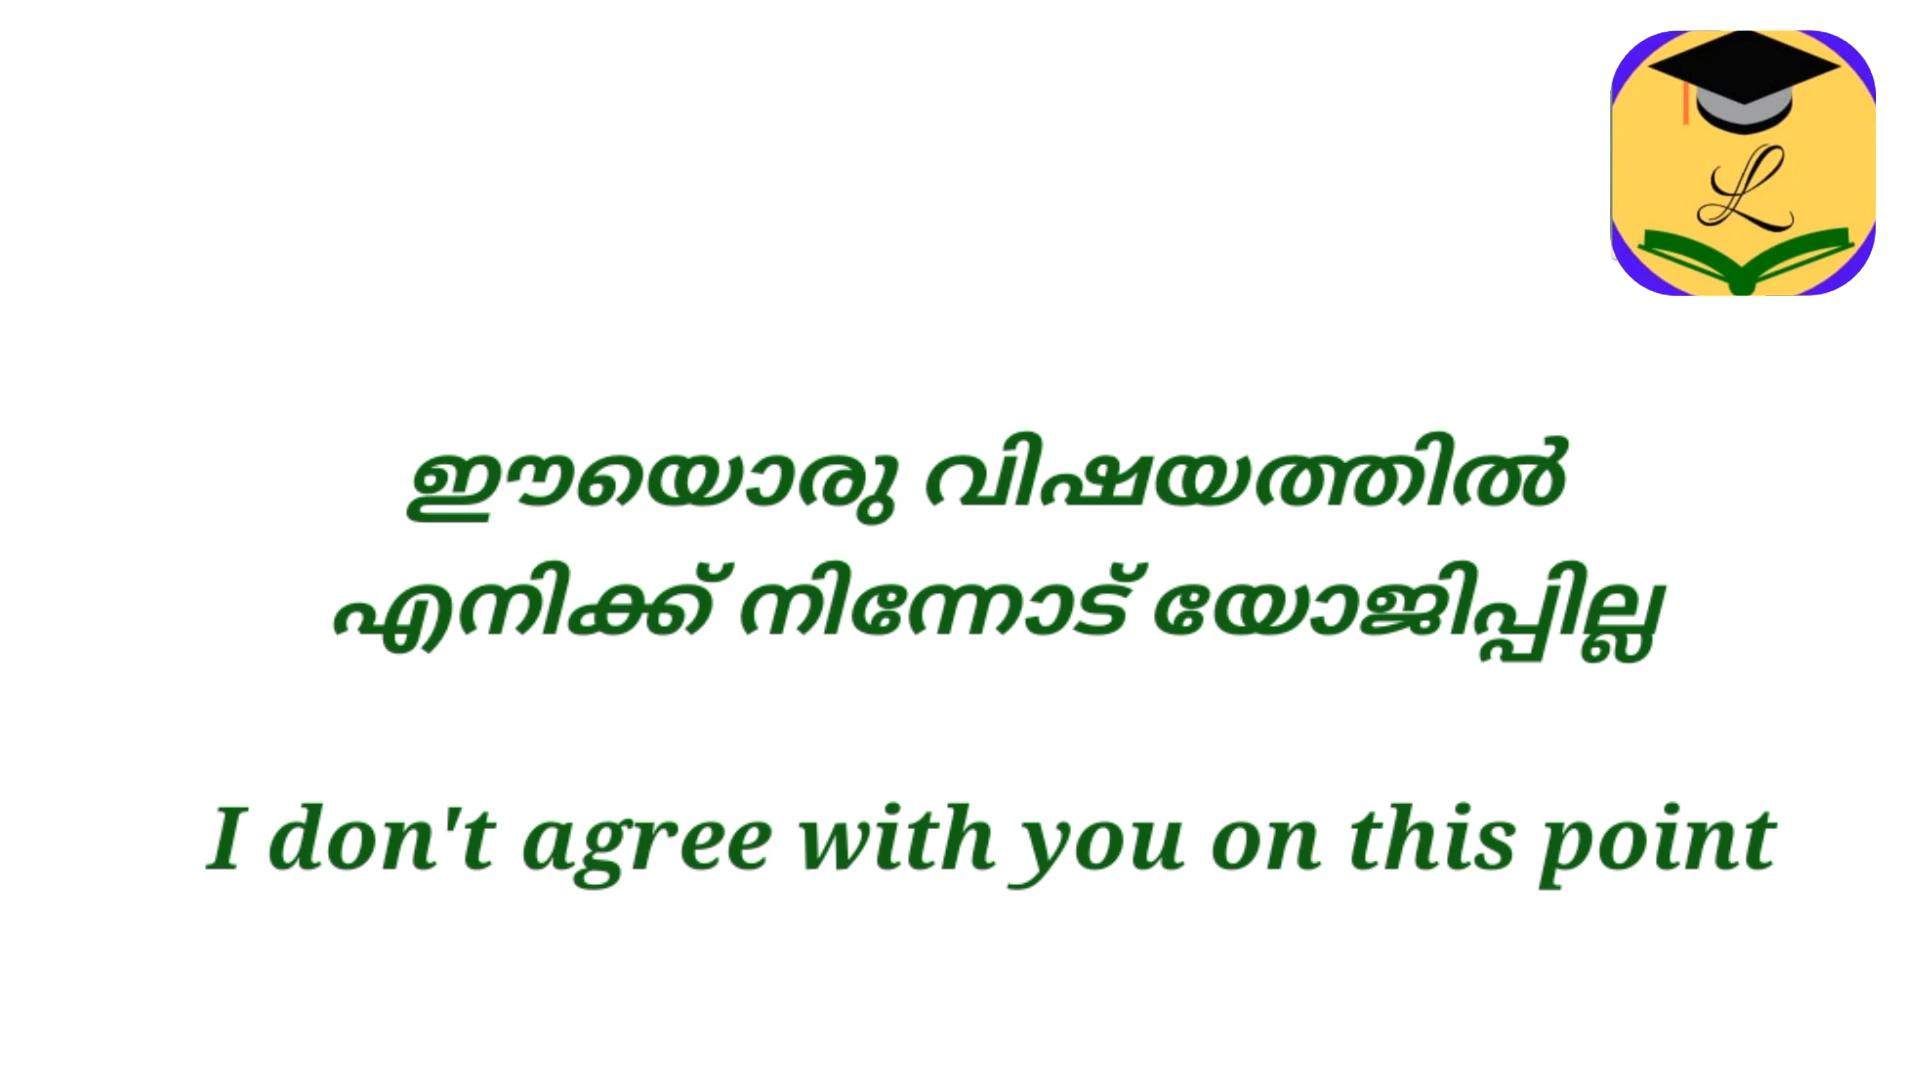 L
ഈയൊരു വിഷയത്തിൽ
എനിക്ക് നിന്നോട് യോജിപ്പില്ല
I don't agree with you on this point